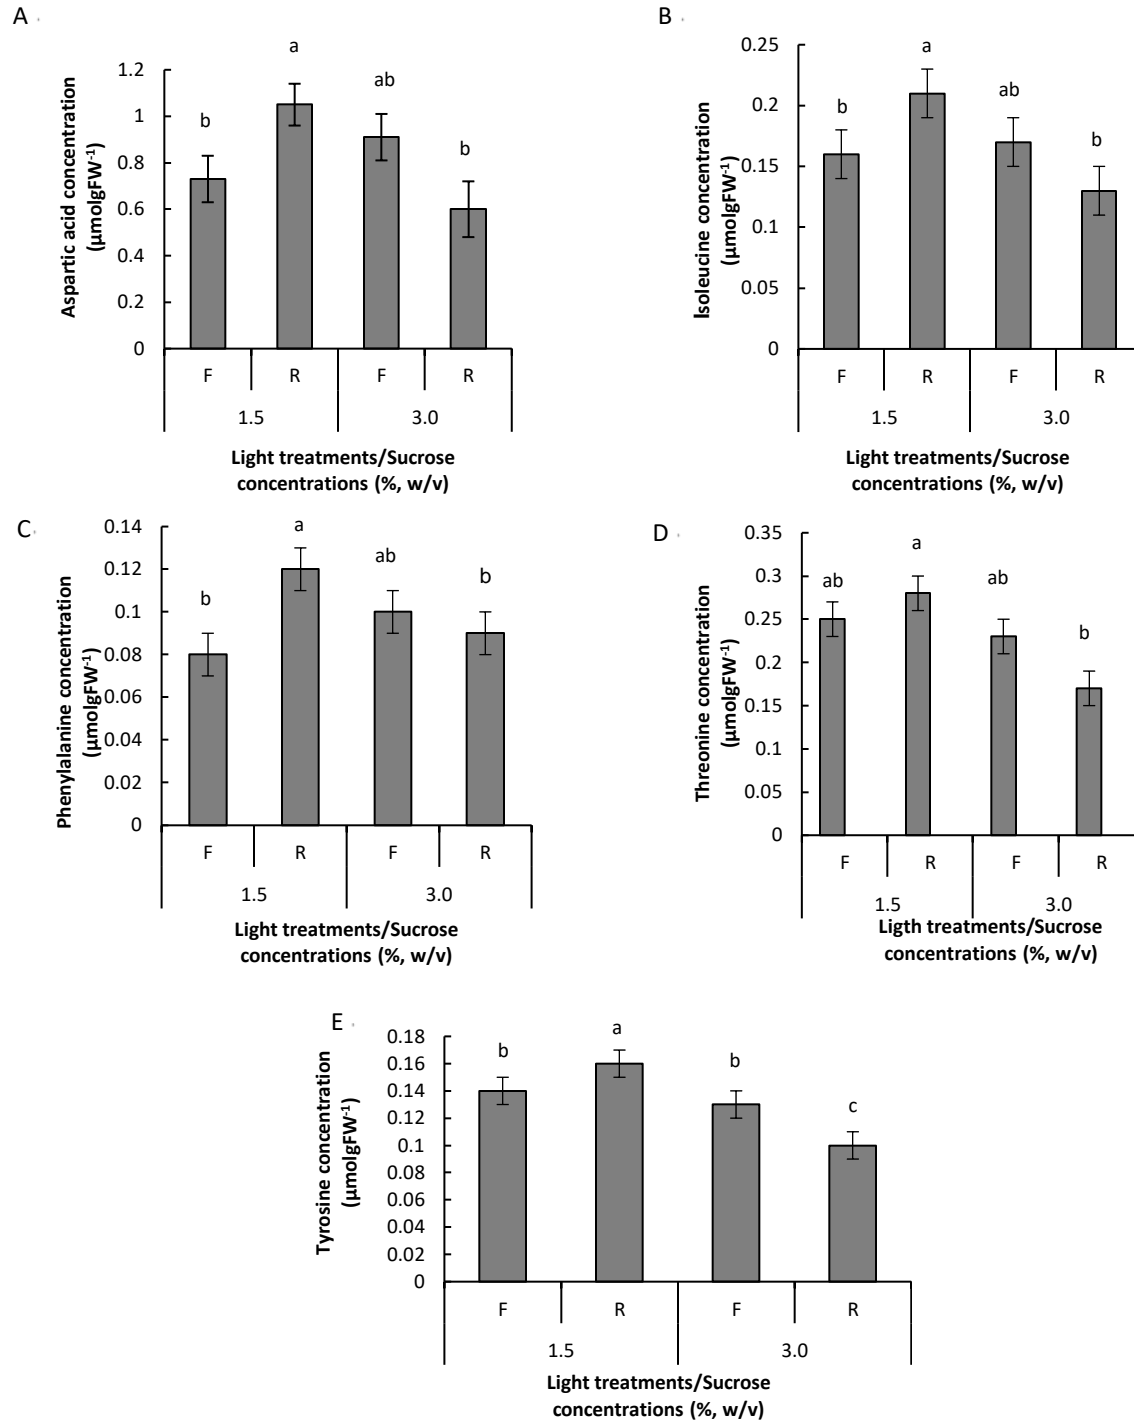 A
Aspartic acid concentration
(µmolgFW-1)
1.2
1
0.8
0.6
0.4
0.2
0
b
a
ab
b
F R F R
1.5 3.0
Light treatments/Sucrose
concentrations (%, w/v)
B
Isoleucine concentration
(µmolgFW-1)
0.25
0.2
0.15
0.1
0.05
0
b
a
ab
b
F R F R
1.5 3.0
Light treatments/Sucrose
concentrations (%, w/v)
C
Phenylalanine concentration
(µmolgFW-1)
0.14
0.12
0.1
0.08
0.06
0.04
0.02
0
b
a
ab
b
F R F R
1.5 3.0
Light treatments/Sucrose
concentrations (%, w/v)
D
Threonine concentration
(µmolgFW-1)
0.35
0.3
0.25
0.2
0.15
0.1
0.05
0
ab
a
ab
b
F R F R
1.5 3.0
Ligth treatments/Sucrose
concentrations (%, w/v)
E
Tyrosine concentration
(µmolgFW-1)
0.18
0.16
0.14
0.12
0.1
0.08
0.06
0.04
0.02
0
b
a
b
c
F R F R
1.5 3.0
Light treatments/Sucrose
concentrations (%, w/v)